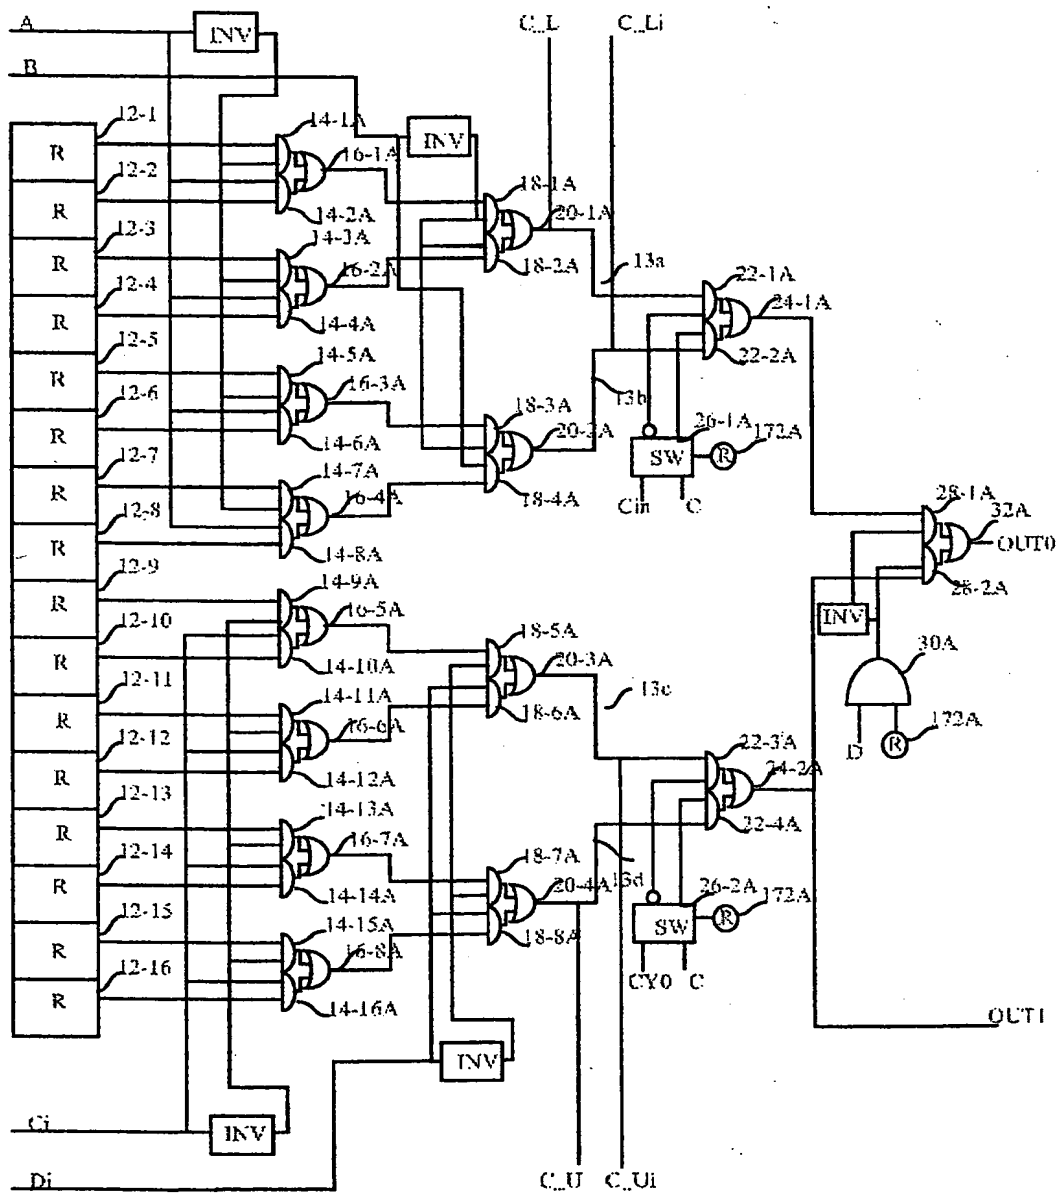 A
INV
C_L
C_Li
B
12-1
R
14-1A
INV
16-1A
12-2
R
18-1A
14-2A
20-1A
12-3
R
14-3A
16-2A
18-2A
13a
22-1A
12-4
R
24-1A
14-4A
12-5
R
14-5A
22-2A
16-3A
13b
12-6
R
18-3A
26-1A
172A
20-2A
14-6A
SW
R
12-7
R
14-7A
16-4A
18-4A
Cin
C
28-1A
12-8
R
32A
14-8A
OUT0
12-9
R
14-9A
28-2A
16-5A
INV
12-10
R
18-5A
30A
14-10A
20-3A
12-11
R
14-11A
13c
16-6A
18-6A
172A
12-12
R
22-3A
D
R
14-12A
24-2A
12-13
R
14-13A
16-7A
22-4A
12-14
R
18-7A
13d
14-14A
20-4A
26-2A
172A
12-15
R
14-15A
SW
R
16-8A
18-8A
12-16
R
CY0
C
14-16A
OUT1
INV
Ci
INV
Di
C_U
C_Ui